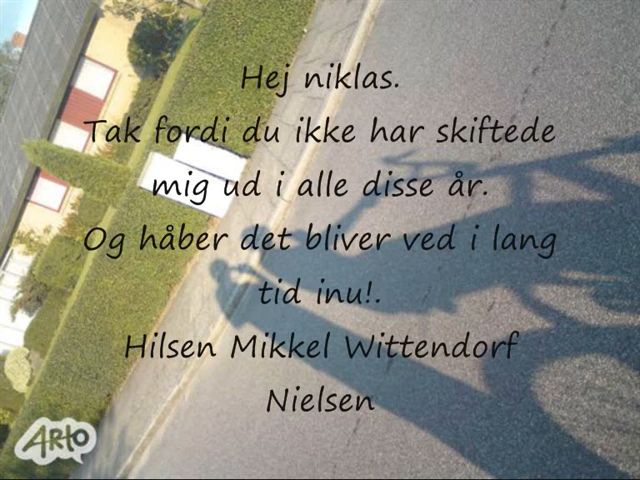 Hej niklas.
Tak fordi du ikke har skiftede
mig ud i alle disse år.
Og håber det bliver ved i lang
tid inu!.
Hilsen Mikkel Wittendorf
Nielsen
ARTO